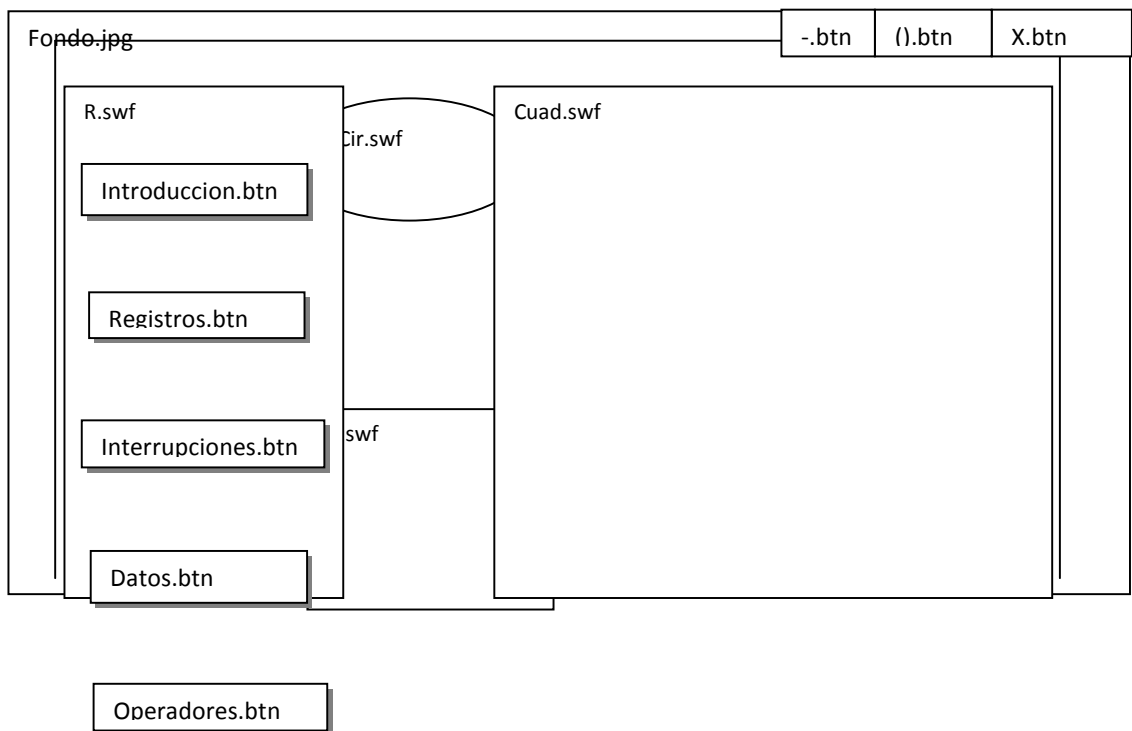 Fondo.jpg
-.btn
().btn
X.btn
R.swf
Cir.swf
Cuad.swf
Introduccion.btn
Registros.btn
Interrupciones.btn
.swf
Datos.btn
Operadores.btn